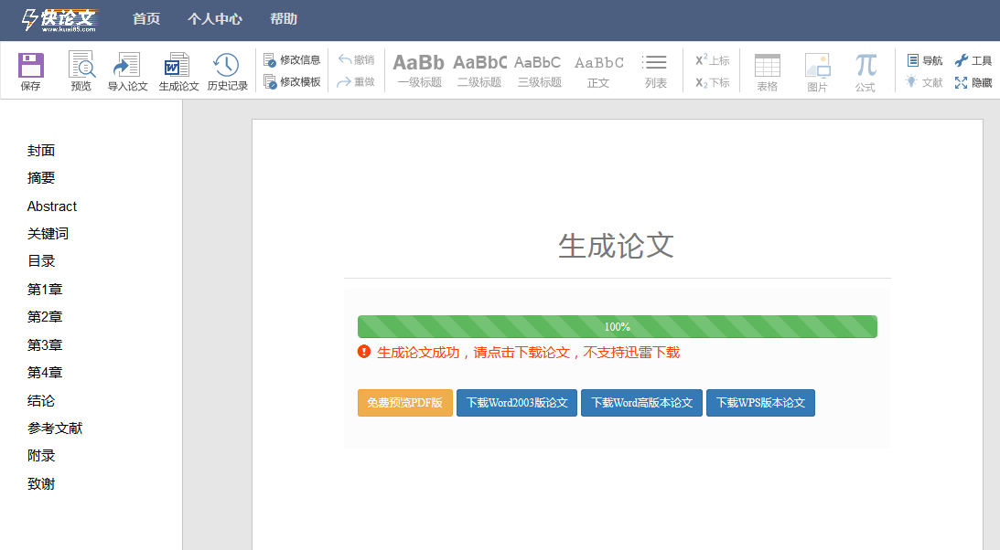 快论文
www.kuai65.com
首页 个人中心 帮助
保存 预览 导入论文 生成论文 历史记录
修改信息
修改模板
撤销
重做
AaBb AaBbC AaBbC AaBbC
一级标题 二级标题 三级标题 正文 列表
X² 上标
X₂ 下标
表格 图片 公式
导航 工具
文献 隐藏
封面
摘要
Abstract
关键词
目录
第1章
第2章
第3章
第4章
结论
参考文献
附录
致谢
生成论文
100%
生成论文成功，请点击下载论文，不支持迅雷下载
免费预览PDF版 下载Word2003版论文 下载Word高版本论文 下载WPS版本论文